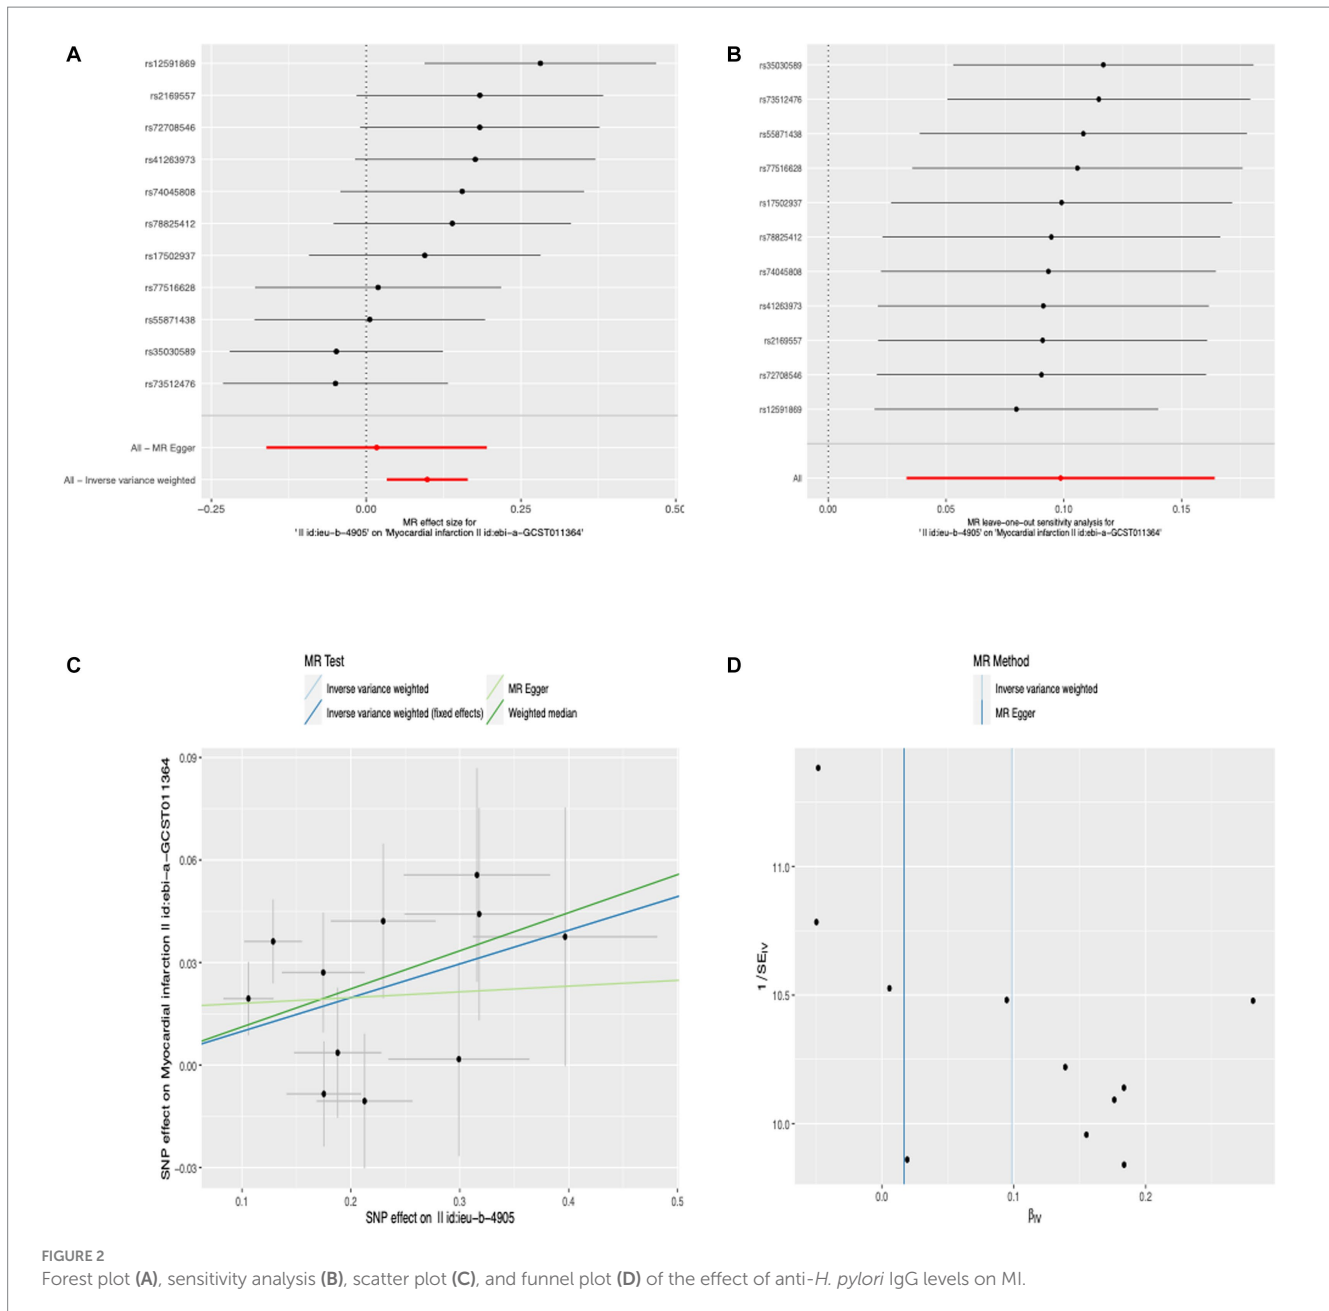 A
rs12591869
rs2169557
rs72708546
rs41263973
rs74045808
rs78825412
rs17502937
rs77516628
rs55871438
rs35030589
rs73512476
All − MR Egger
All − Inverse variance weighted
−0.25 0.00 0.25 0.50
MR effect size for
'II id:ieu−b−4905' on 'Myocardial infarction II id:ebi−a−GCST011364'
B
rs35030589
rs73512476
rs55871438
rs77516628
rs17502937
rs78825412
rs74045808
rs41263973
rs2169557
rs72708546
rs12591869
All
0.00 0.05 0.10 0.15
MR leave−one−out sensitivity analysis for
'II id:ieu−b−4905' on 'Myocardial infarction II id:ebi−a−GCST011364'
C
MR Test
Inverse variance weighted
MR Egger
Inverse variance weighted (fixed effects)
Weighted median
SNP effect on Myocardial infarction II id:ebi−a−GCST011364
0.09
0.06
0.03
0.00
−0.03
0.1 0.2 0.3 0.4 0.5
SNP effect on II id:ieu−b−4905
D
MR Method
Inverse variance weighted
MR Egger
1/SEIV
11.0
10.5
10.0
0.0 0.1 0.2
βIV
FIGURE 2
Forest plot (A), sensitivity analysis (B), scatter plot (C), and funnel plot (D) of the effect of anti-H. pylori IgG levels on MI.